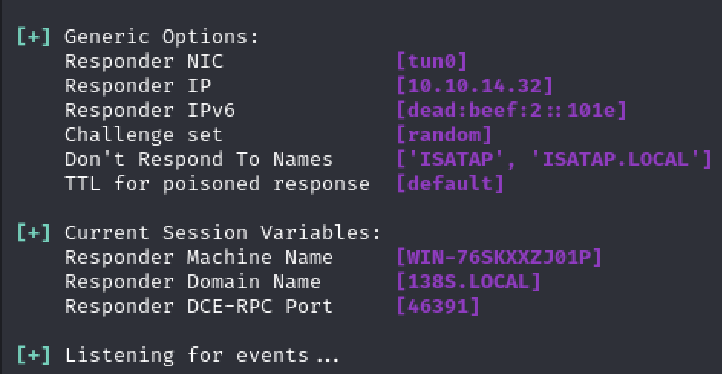 [+] Generic Options:
Responder NIC [tun0]
Responder IP [10.10.14.32]
Responder IPv6 [dead:beef:2::101e]
Challenge set [random]
Don't Respond To Names ['ISATAP', 'ISATAP.LOCAL']
TTL for poisoned response [default]
[+] Current Session Variables:
Responder Machine Name [WIN-76SKXXZJ01P]
Responder Domain Name [138S.LOCAL]
Responder DCE-RPC Port [46391]
[+] Listening for events...